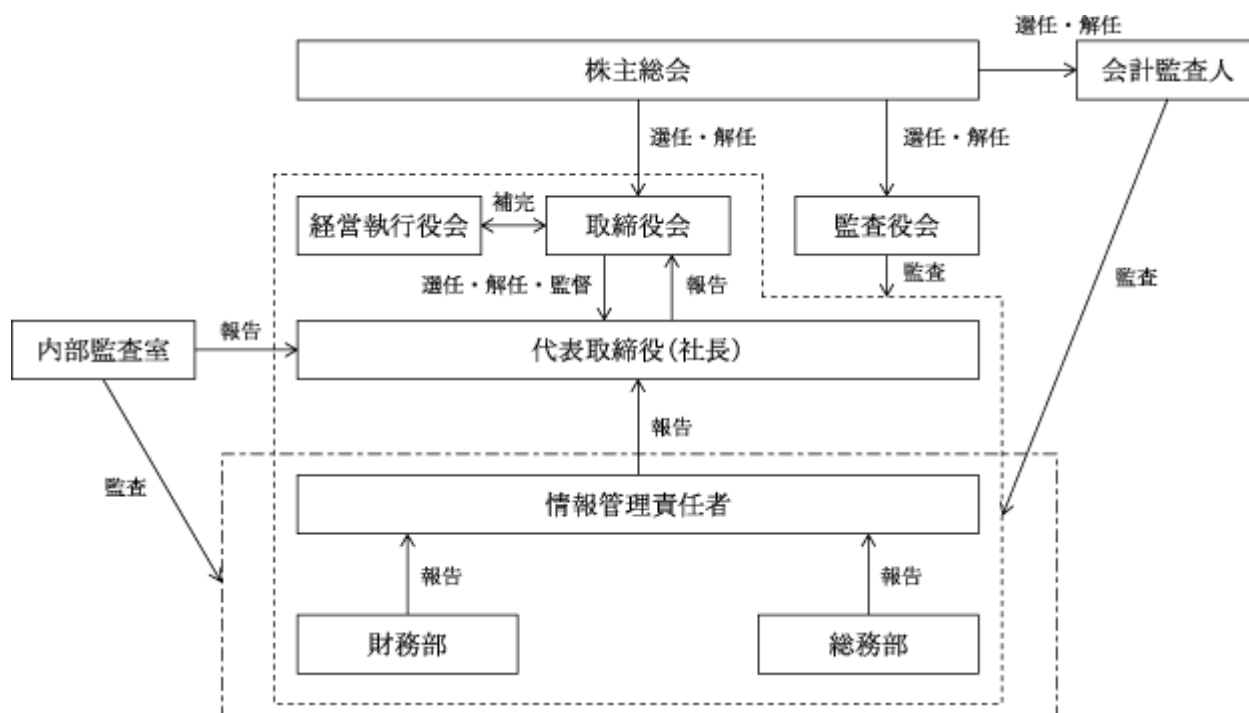 選任・解任
株主総会
会計監査人
選任・解任
選任・解任
経営執行役会
補完
取締役会
監査役会
選任・解任・監督
報告
監査
監査
内部監査室
報告
代表取締役(社長)
報告
監査
情報管理責任者
報告
報告
財務部
総務部